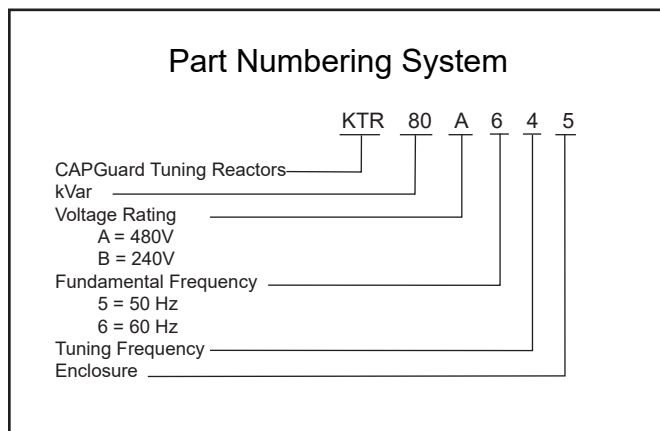 Part Numbering System
KTR 80 A 6 4 5
CAPGuard Tuning Reactors
kVar
Voltage Rating
A = 480V
B = 240V
Fundamental Frequency
5 = 50 Hz
6 = 60 Hz
Tuning Frequency
Enclosure